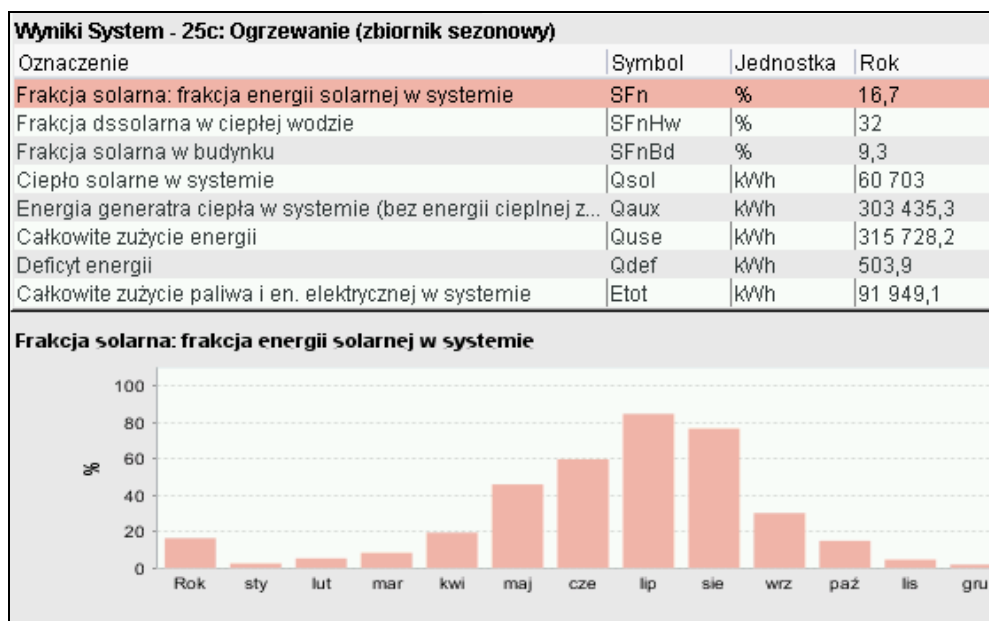 Wyniki System - 25c: Ogrzewanie (zbiornik sezonowy)
Oznaczenie Symbol Jednostka Rok
Frakcja solarna: frakcja energii solarnej w systemie SFn % 16,7
Frakcja dssolarna w ciepłej wodzie SFnHw % 32
Frakcja solarna w budynku SFnBd % 9,3
Ciepło solarne w systemie Qsol kWh 60 703
Energia generatra ciepła w systemie (bez energii cieplnej z... Qaux kWh 303 435,3
Całkowite zużycie energii Quse kWh 315 728,2
Deficyt energii Qdef kWh 503,9
Całkowite zużycie paliwa i en. elektrycznej w systemie Etot kWh 91 949,1
Frakcja solarna: frakcja energii solarnej w systemie
100
80
60
40
20
0
%
Rok sty lut mar kwi maj cze lip sie wrz paź lis gru